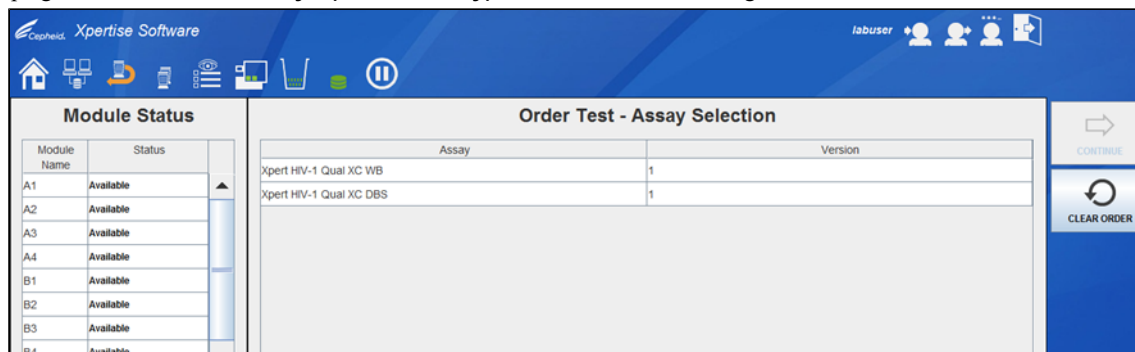 Cepheid. Xpertise Software
labuser
Module Status
Module Name Status
A1 Available
A2 Available
A3 Available
A4 Available
B1 Available
B2 Available
B3 Available
B4 Available
Order Test - Assay Selection
Assay Version
Xpert HIV-1 Qual XC WB 1
Xpert HIV-1 Qual XC DBS 1
CONTINUE
CLEAR ORDER